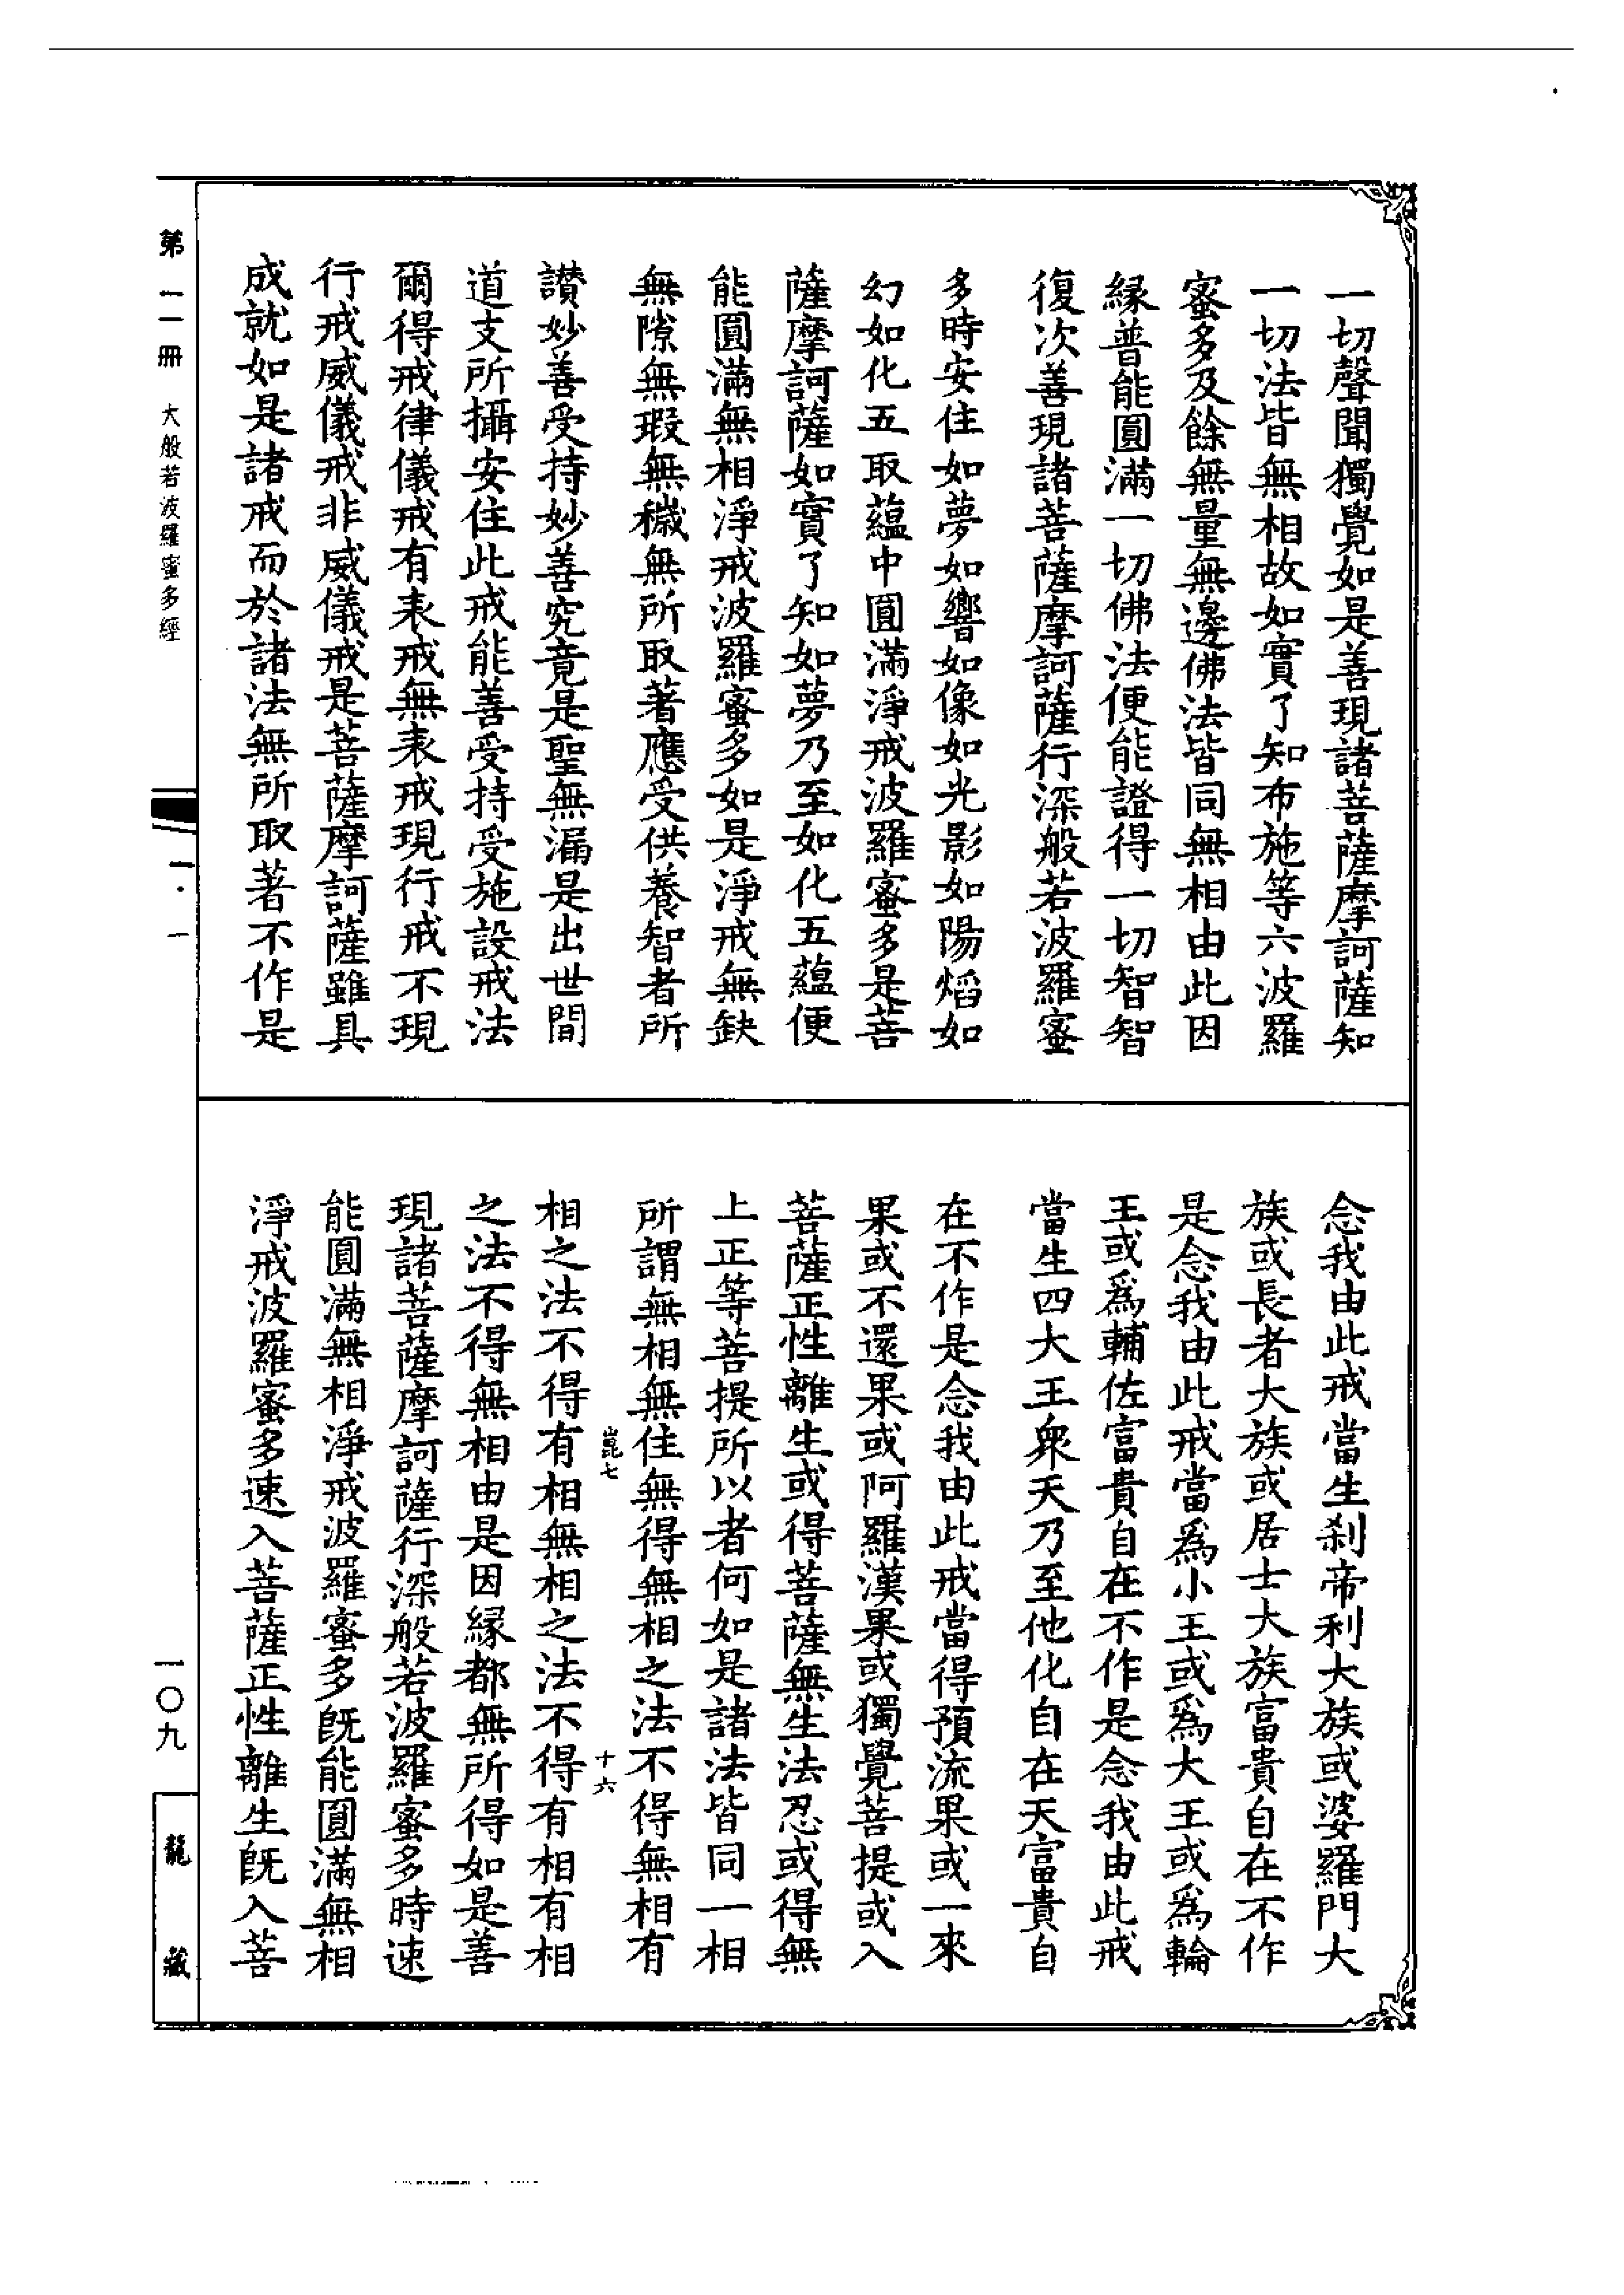 一切聲聞獨覺如是善現諸菩薩摩訶薩知
一切法皆無相故如實了知布施等六波羅
蜜多及餘無量無邊佛法皆同無相由此因
緣普能圓滿一切佛法便能證得一切智智
復次善現諸菩薩摩訶薩行深般若波羅蜜
多時安住如夢如響如像如光影如陽焰如
幻如化五取蘊中圓滿淨戒波羅蜜多是菩
薩摩訶薩如實了知如夢乃至如化五蘊便
能圓滿無相淨戒波羅蜜多如是淨戒無缺
無隙無瑕無穢無所取著應受供養智者所
讃妙善受持妙善究竟是聖無漏是出世間
道支所攝安住此戒能善受持受施設戒法
爾得戒律儀戒有表戒無表戒現行戒不現
行戒威儀戒非威儀戒是菩薩摩訶薩雖具
成就如是諸戒而於諸法無所取著不作是
念我由此戒當生刹帝利大族或婆羅門大
族或長者大族或居士大族富貴自在不作
是念我由此戒當爲小王或爲大王或爲輪
王或爲輔佐富貴自在不作是念我由此戒
當生四大王衆天乃至他化自在天富貴自
在不作是念我由此戒當得預流果或一來
果或不還果或阿羅漢果或獨覺菩提或入
菩薩正性離生或得菩薩無生法忍或得無
上正等菩提所以者何如是諸法皆同一相
所謂無相無住無得無相之法不得無相有
崑七 十六
相之法不得有相無相之法不得有相有相
之法不得無相由是因緣都無所得如是善
現諸菩薩摩訶薩行深般若波羅蜜多時速
能圓滿無相淨戒波羅蜜多既能圓滿無相
淨戒波羅蜜多速入菩薩正性離生既入菩
第一一冊 大般若波羅蜜多經
一・一
一〇九
龍藏